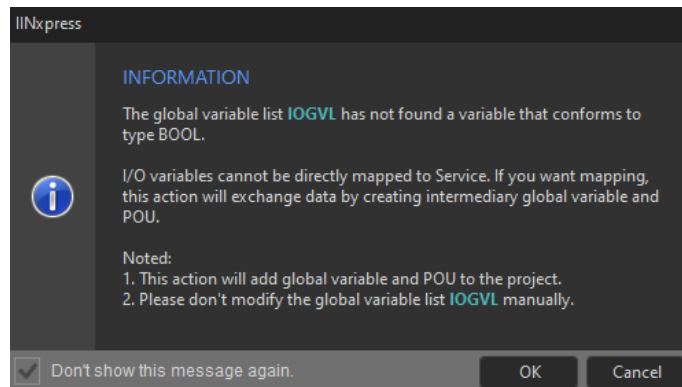 IINxpress
INFORMATION
The global variable list IOGVL has not found a variable that conforms to
type BOOL.
I/O variables cannot be directly mapped to Service. If you want mapping,
this action will exchange data by creating intermediary global variable and
POU.
Noted:
1. This action will add global variable and POU to the project.
2. Please don't modify the global variable list IOGVL manually.
Don't show this message again.
OK
Cancel